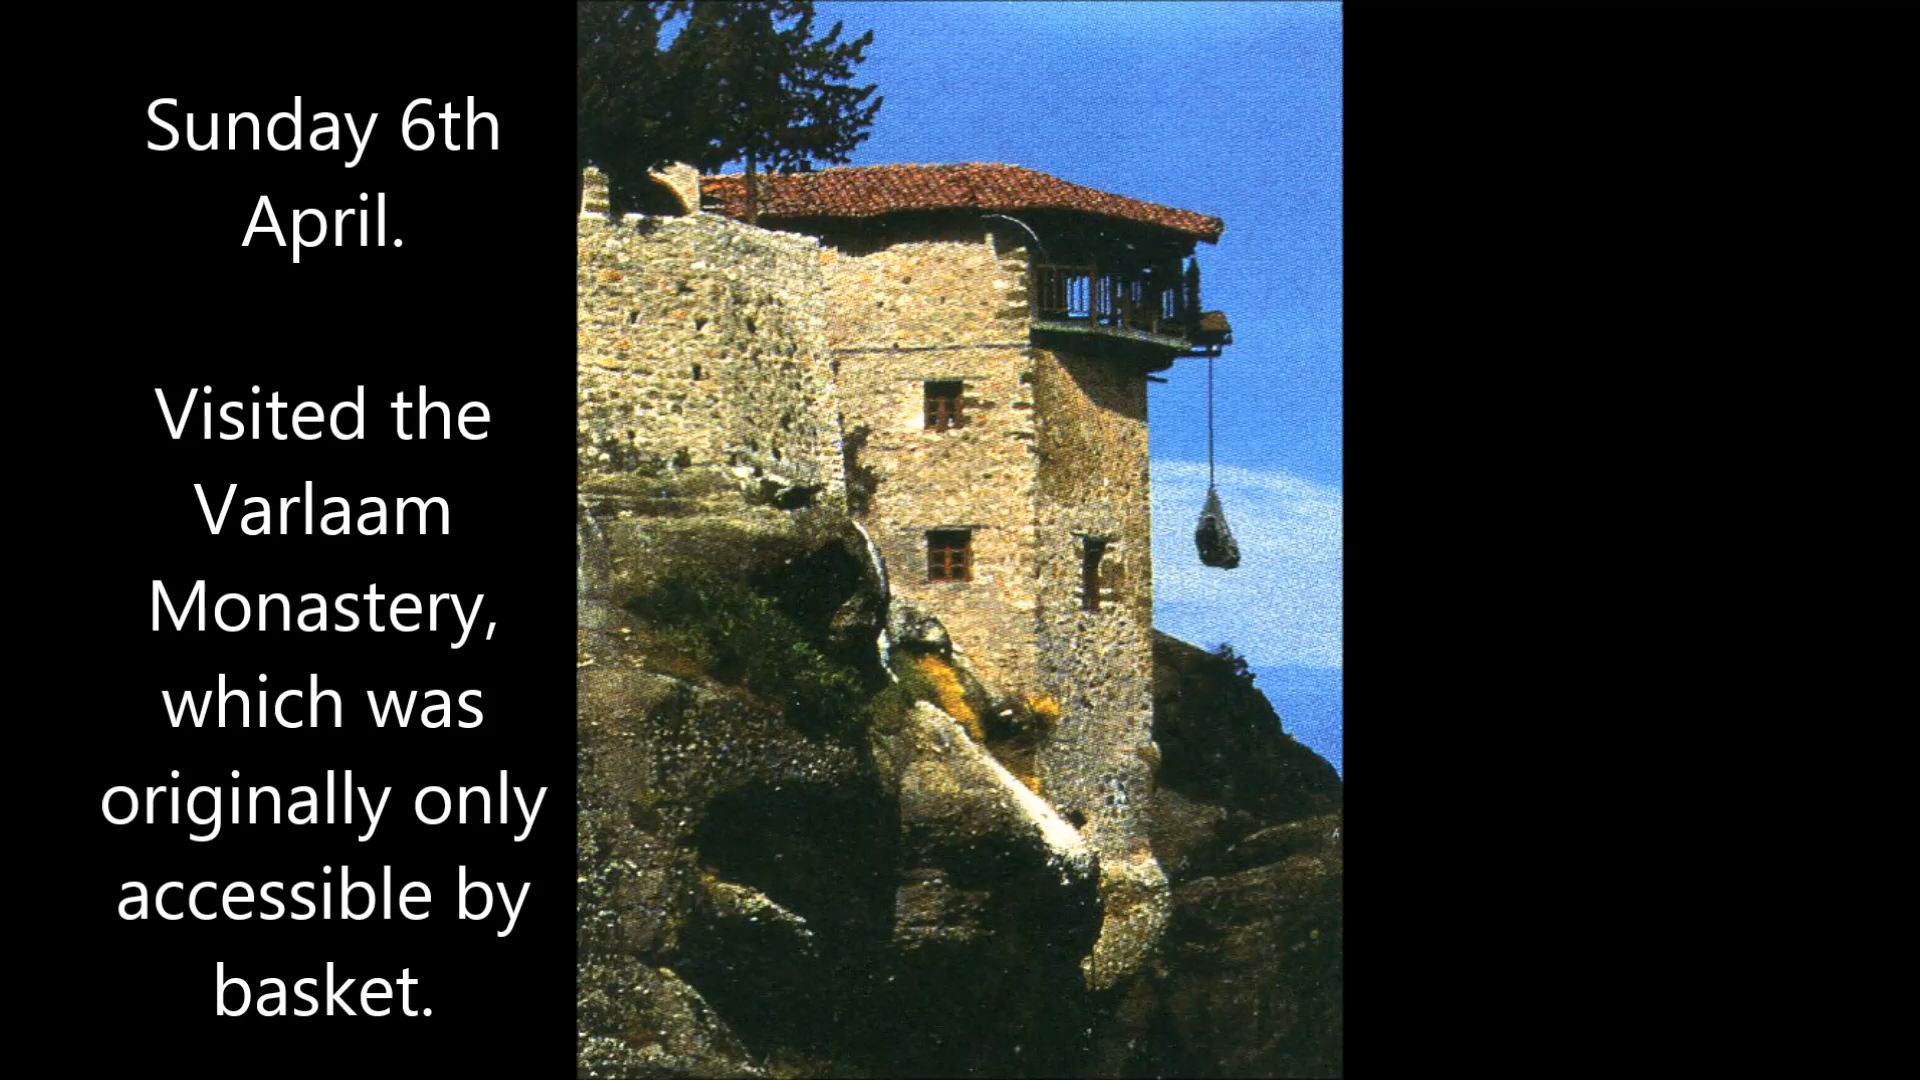 Sunday 6th
April.
Visited the
Varlaam
Monastery,
which was
originally only
accessible by
basket.